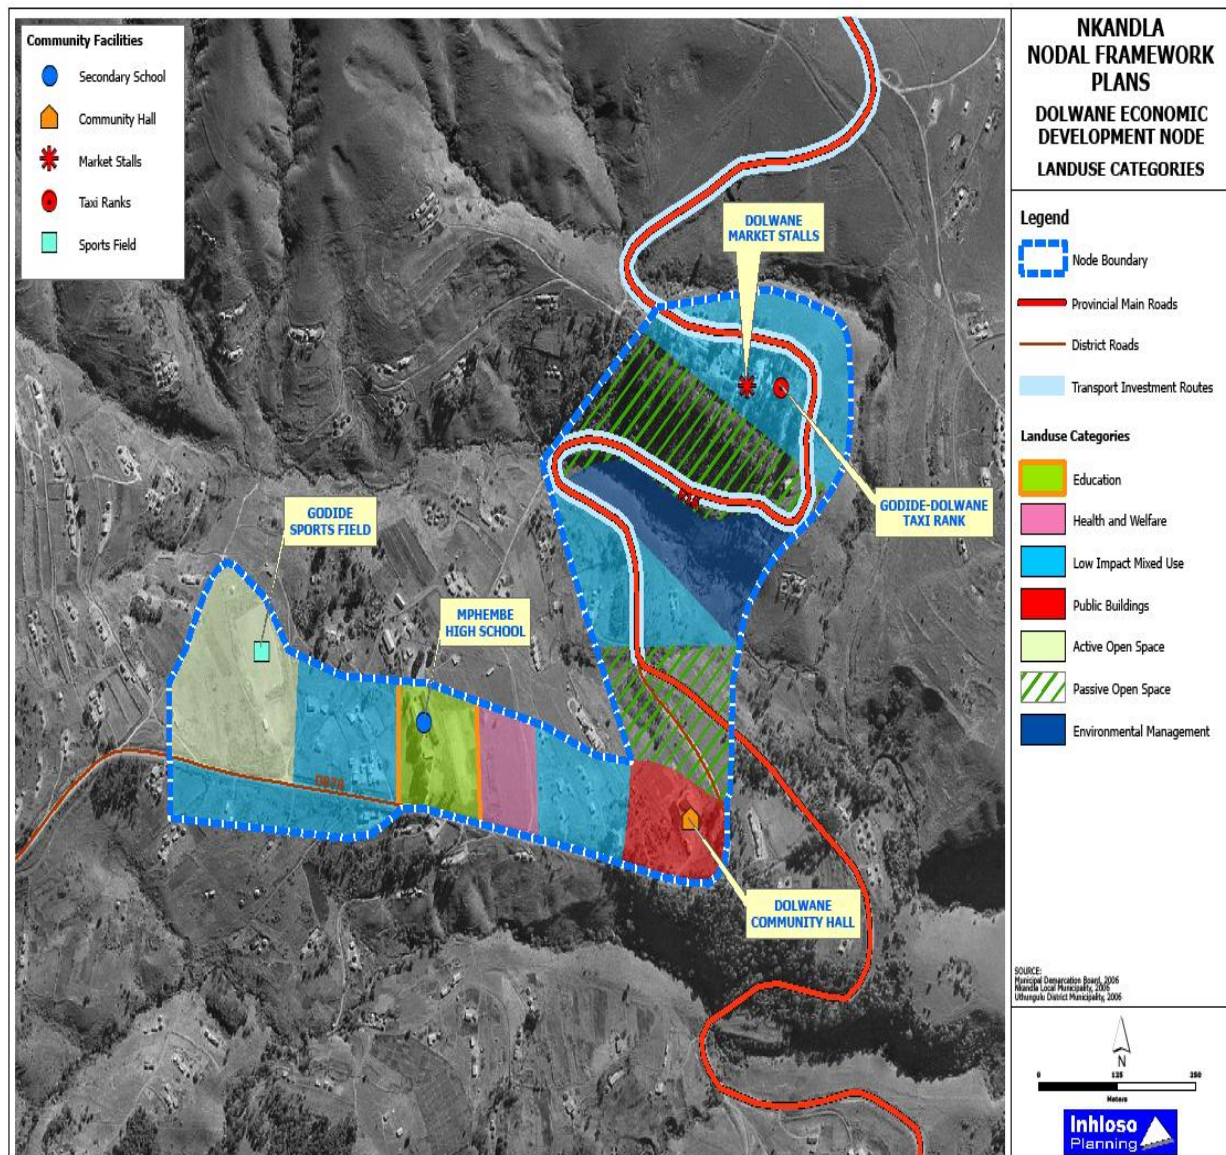 Community Facilities
Secondary School
Community Hall
Market Stalls
Taxi Ranks
Sports Field
DOLWANE
MARKET STALLS
GODIDE-DOLWANE
TAXI RANK
GODIDE
SPORTS FIELD
MPHEMBE
HIGH SCHOOL
DOLWANE
COMMUNITY HALL
NKANDLA
NODAL FRAMEWORK
PLANS
DOLWANE ECONOMIC
DEVELOPMENT NODE
LANDUSE CATEGORIES
Legend
Node Boundary
Provincial Main Roads
District Roads
Transport Investment Routes
Landuse Categories
Education
Health and Welfare
Low Impact Mixed Use
Public Buildings
Active Open Space
Passive Open Space
Environmental Management
SOURCE:
Municipal Demarcation Board, 2006
Nkandla Local Municipality, 2006
Uthungulu District Municipality, 2006
N
0 125 250
Meters
Inhloso
Planning